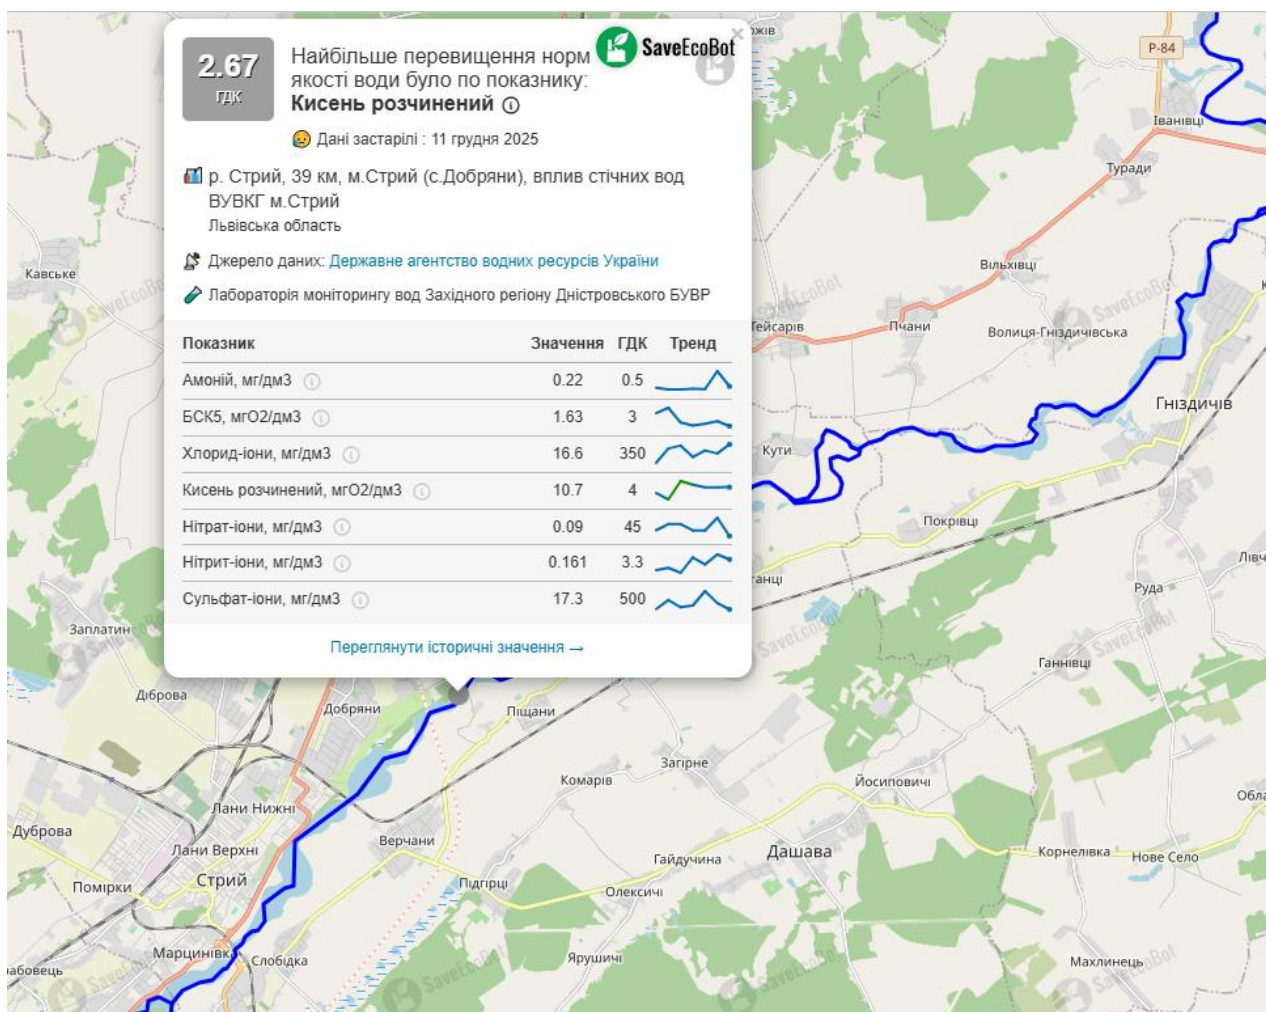 2.67
ГДК
Найбільше перевищення норм
якості води було по показнику:
Кисень розчинений
SaveEcoBot
Дані застарілі : 11 грудня 2025
р. Стрий, 39 км, м.Стрий (с.Добряни), вплив стічних вод
ВУВКГ м.Стрий
Львівська область
Джерело даних: Державне агентство водних ресурсів України
Лабораторія моніторингу вод Західного регіону Дністровського БУВР
Показник Значення ГДК Тренд
Амоній, мг/дм3 0.22 0.5
БСК5, мгО2/дм3 1.63 3
Хлорид-іони, мг/дм3 16.6 350
Кисень розчинений, мгО2/дм3 10.7 4
Нітрат-іони, мг/дм3 0.09 45
Нітрит-іони, мг/дм3 0.161 3.3
Сульфат-іони, мг/дм3 17.3 500
Переглянути історичні значення →
Р-84
Іванівці
Туради
Кавське
Вільхівці
Пчани
Волиця-Гніздичівська
Гніздичів
Кути
Покрівці
Руда
Заплатин
Ганнівці
Діброва
Добряни
Піщани
Загірне
Комарів
Йосиповичі
Лани Нижні
Дуброва
Верчани
Лани Верхні
Гайдучина
Дашава
Корнелівка
Нове Село
Стрий
Помірки
Підгірці
Олексичі
Марцинівка
Слобідка
Ярушичі
Махлинець
SaveEcoBot